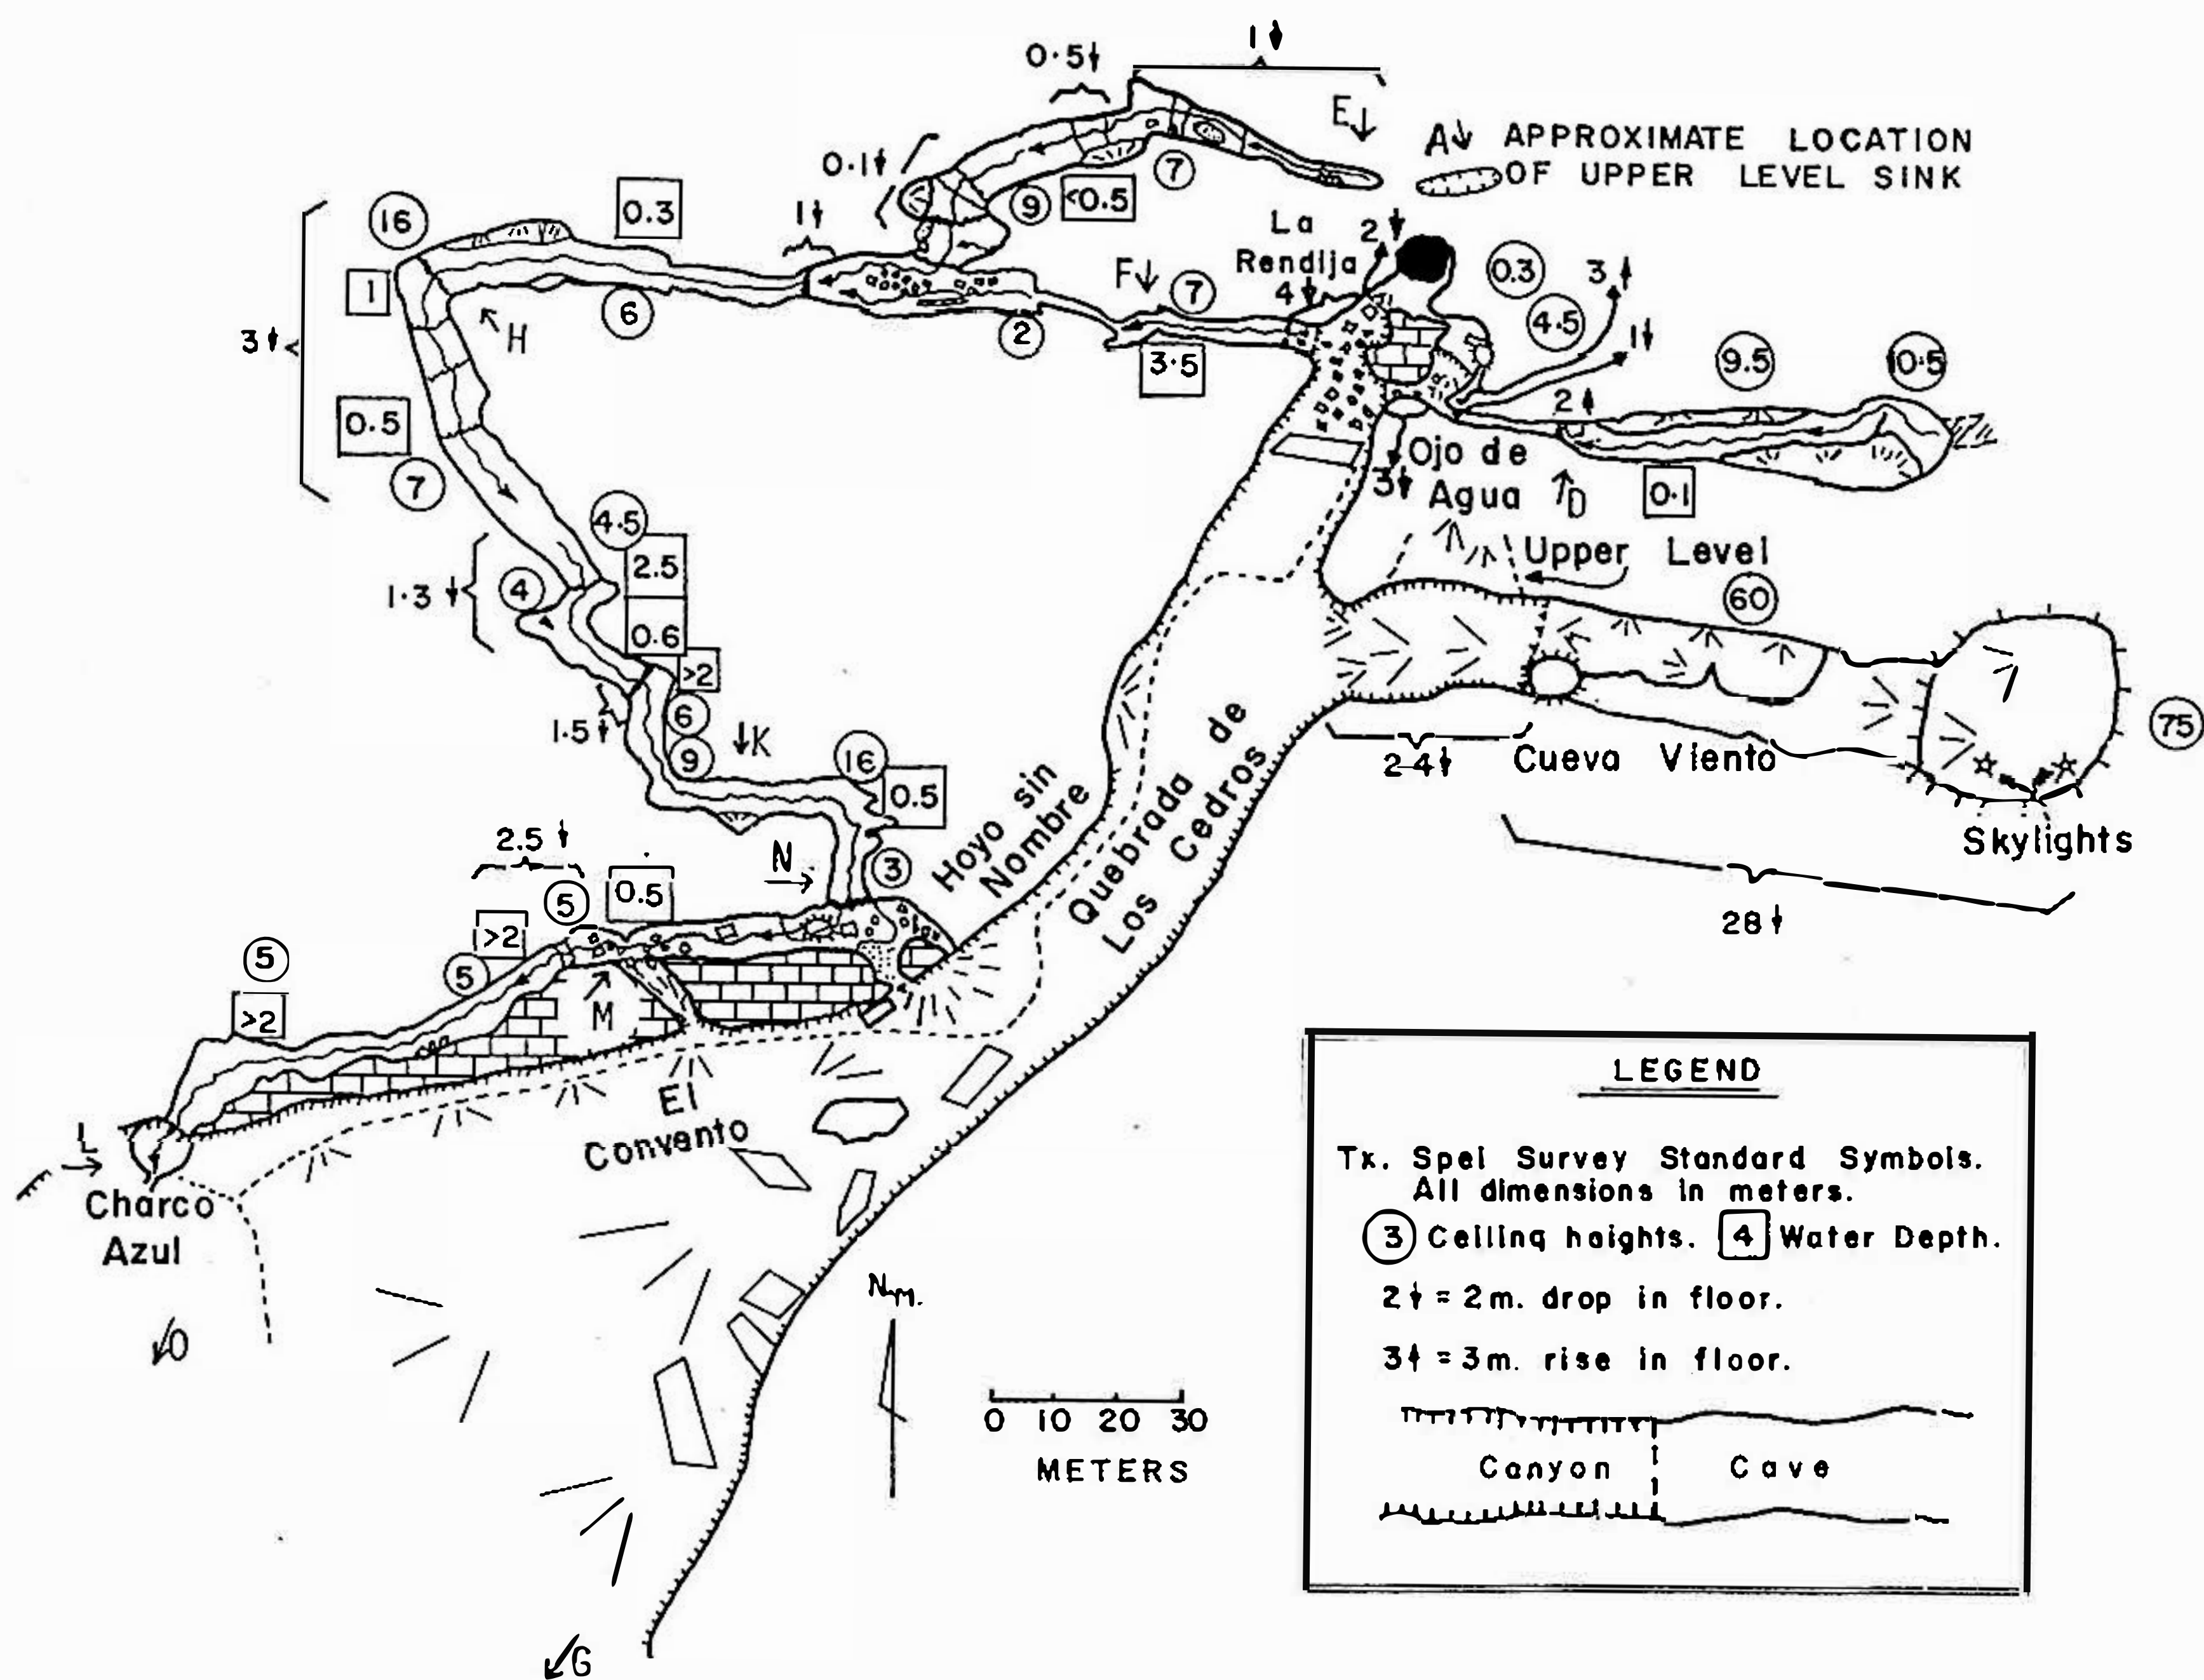 1
0.5
E
A APPROXIMATE LOCATION
OF UPPER LEVEL SINK
0.1
7
9
<0.5
16
0.3
1
La
Rendija
2
0.3
3
F
7
4
4.5
1
1
3
H
6
2
3.5
9.5
10.5
2
0.5
7
Ojo de
Agua
3
D
0.1
4.5
2.5
0.6
4
1.3
Upper Level
60
>2
6
1.5
9
K
16
0.5
Hoyo sin
Nombre
Quebrada de
Los Cedros
24
Cueva Viento
75
Skylights
28
2.5
N
3
5
0.5
>2
5
5
>2
M
El
Convento
L
Charco
Azul
O
G
Nm.
0 10 20 30
METERS
LEGEND
Tx. Spel Survey Standard Symbols.
All dimensions in meters.
3 Ceilinq haights. 4 Water Depth.
2 = 2m. drop in floor.
3 = 3m. rise in floor.
Canyon Cave